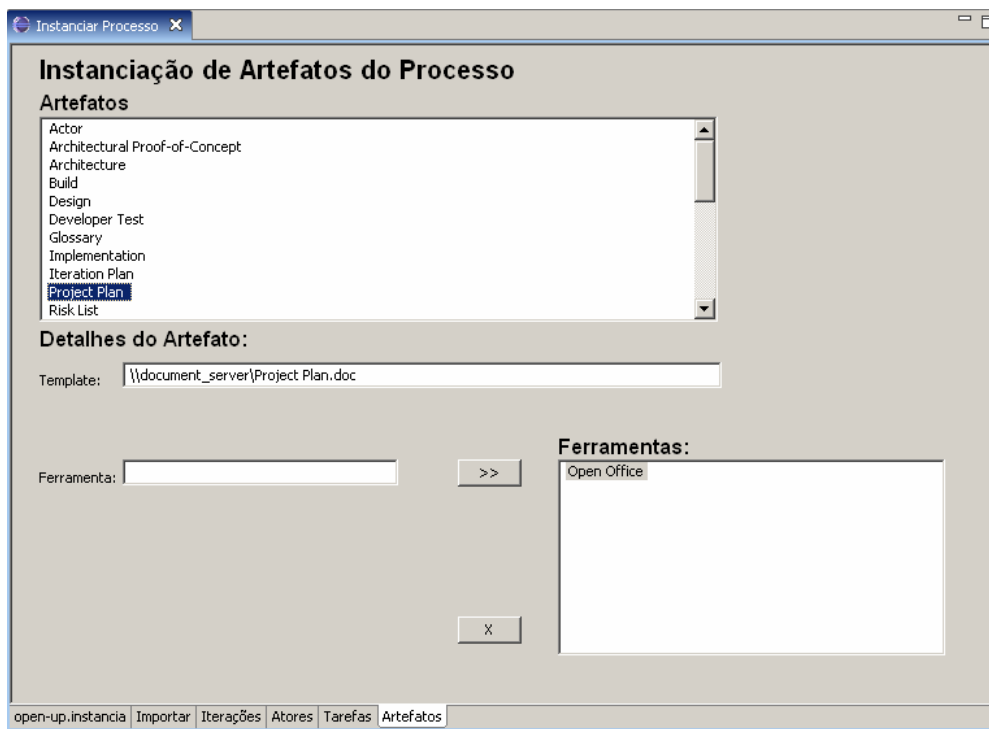 Instanciar Processo X
Instanciação de Artefatos do Processo
Artefatos
Actor
Architectural Proof-of-Concept
Architecture
Build
Design
Developer Test
Glossary
Implementation
Iteration Plan
Project Plan
Risk List
Detalhes do Artefato:
Template: \\document_server\Project Plan.doc
Ferramentas:
Ferramenta: >> Open Office
X
open-up.instancia Importar Iterações Atores Tarefas Artefatos